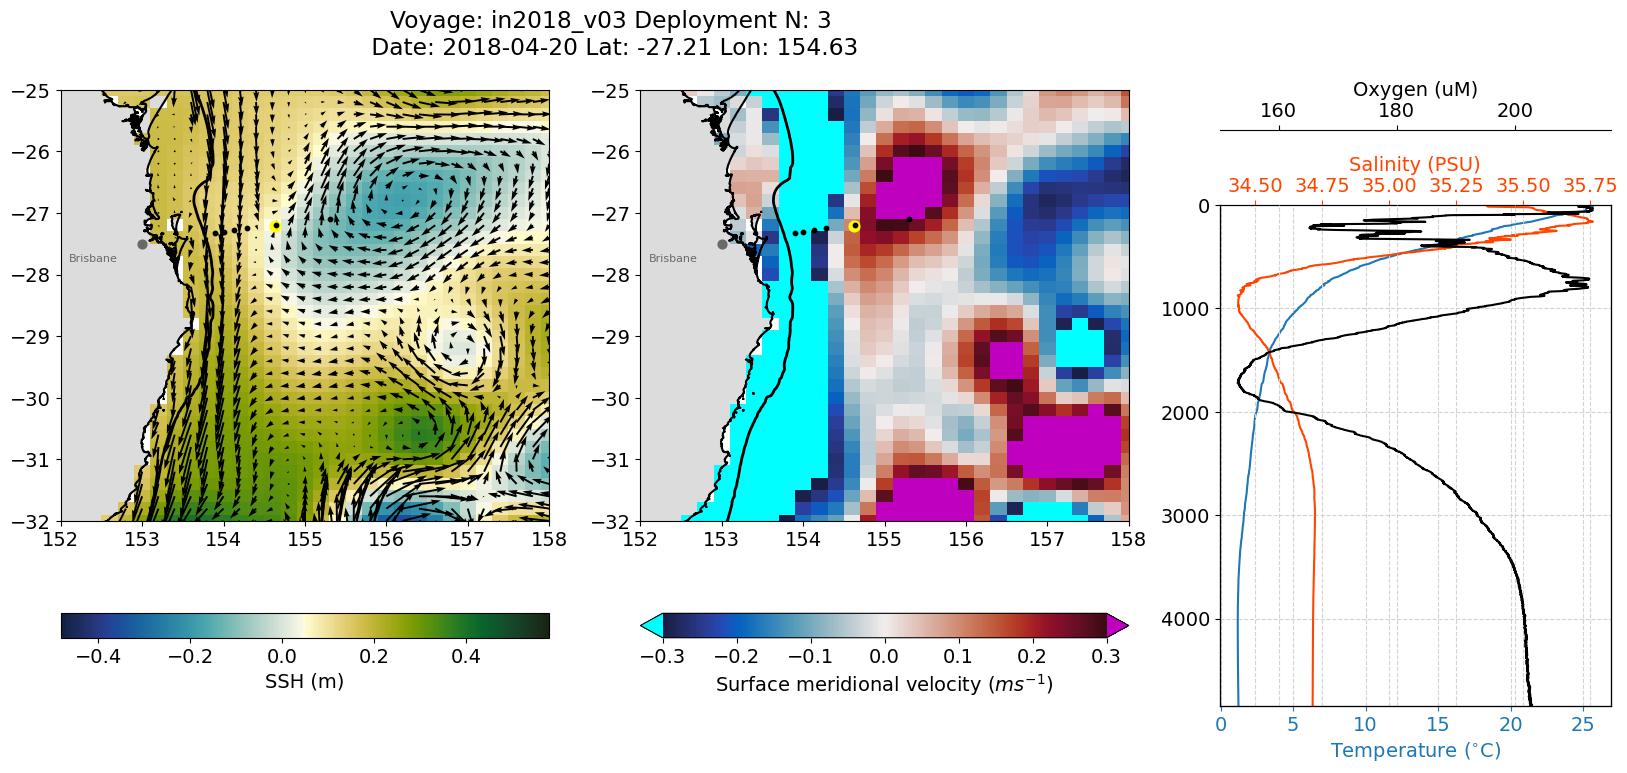 Voyage: in2018_v03 Deployment N: 3
Date: 2018-04-20 Lat: -27.21 Lon: 154.63
−25
−26
−27
−28
−29
−30
−31
−32
152 153 154 155 156 157 158
Brisbane
−0.4 −0.2 0.0 0.2 0.4
SSH (m)
−25
−26
−27
−28
−29
−30
−31
−32
152 153 154 155 156 157 158
Brisbane
−0.3 −0.2 −0.1 0.0 0.1 0.2 0.3
Surface meridional velocity (ms⁻¹)
Oxygen (uM)
160 180 200
Salinity (PSU)
34.50 34.75 35.00 35.25 35.50 35.75
0
1000
2000
3000
4000
0 5 10 15 20 25
Temperature (°C)